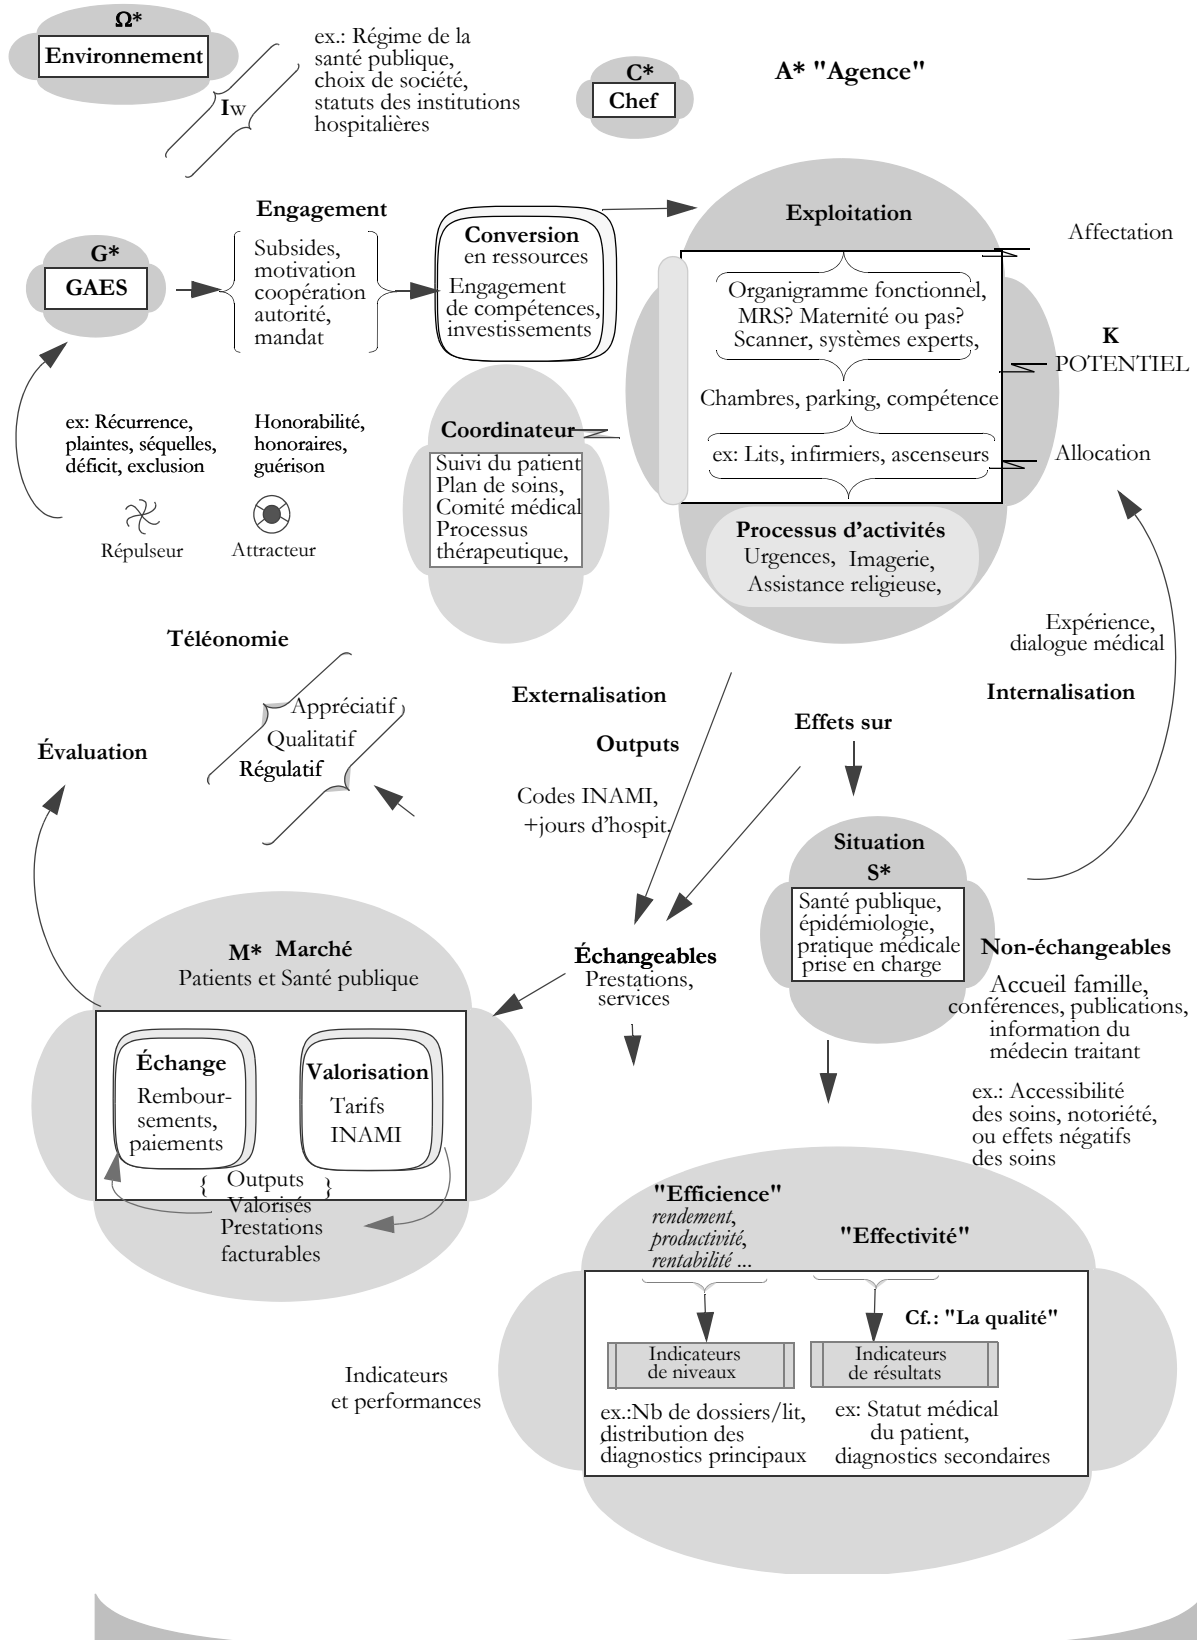 Ω*
Environnement
Iw
ex.: Régime de la
santé publique,
choix de société,
statuts des institutions
hospitalières
C*
Chef
A* "Agence"
G*
GAES
Engagement
Subsides,
motivation
coopération
autorité,
mandat
Conversion
en ressources
Engagement
de compétences,
investissements
Exploitation
Organigramme fonctionnel,
MRS? Maternité ou pas?
Scanner, systèmes experts,
Chambres, parking, compétence
ex: Lits, infirmiers, ascenseurs
Processus d'activités
Urgences, Imagerie,
Assistance religieuse,
Affectation
K
POTENTIEL
Allocation
ex: Récurrence,
plaintes, séquelles,
déficit, exclusion
Honorabilité,
honoraires,
guérison
Répulseur
Attracteur
Coordinateur
Suivi du patient
Plan de soins,
Comité médical
Processus
thérapeutique,
Expérience,
dialogue médical
Internalisation
Téléonomie
Appréciatif
Qualitatif
Régulatif
Évaluation
Externalisation
Outputs
Codes INAMI,
+jours d'hospit.
Effets sur
Situation
S*
Santé publique,
épidémiologie,
pratique médicale
prise en charge
Échangeables
Prestations,
services
Non-échangeables
Accueil famille,
conférences, publications,
information du
médecin traitant
ex.: Accessibilité
des soins, notoriété,
ou effets négatifs
des soins
M* Marché
Patients et Santé publique
Échange
Rembour-
sements,
paiements
Valorisation
Tarifs
INAMI
{ Outputs }
Valorisés
Prestations
facturables
"Efficience"
rendement,
productivité,
rentabilité ...
"Effectivité"
Cf.: "La qualité"
Indicateurs
de niveaux
Indicateurs
de résultats
Indicateurs
et performances
ex.:Nb de dossiers/lit,
distribution des
diagnostics principaux
ex: Statut médical
du patient,
diagnostics secondaires